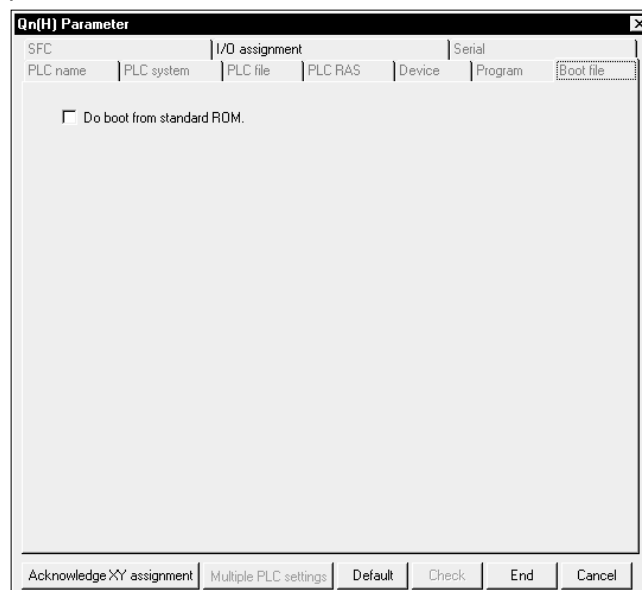 Qn(H) Parameter
SFC I/O assignment Serial
PLC name PLC system PLC file PLC RAS Device Program Boot file
Do boot from standard ROM.
Acknowledge XY assignment Multiple PLC settings Default Check End Cancel